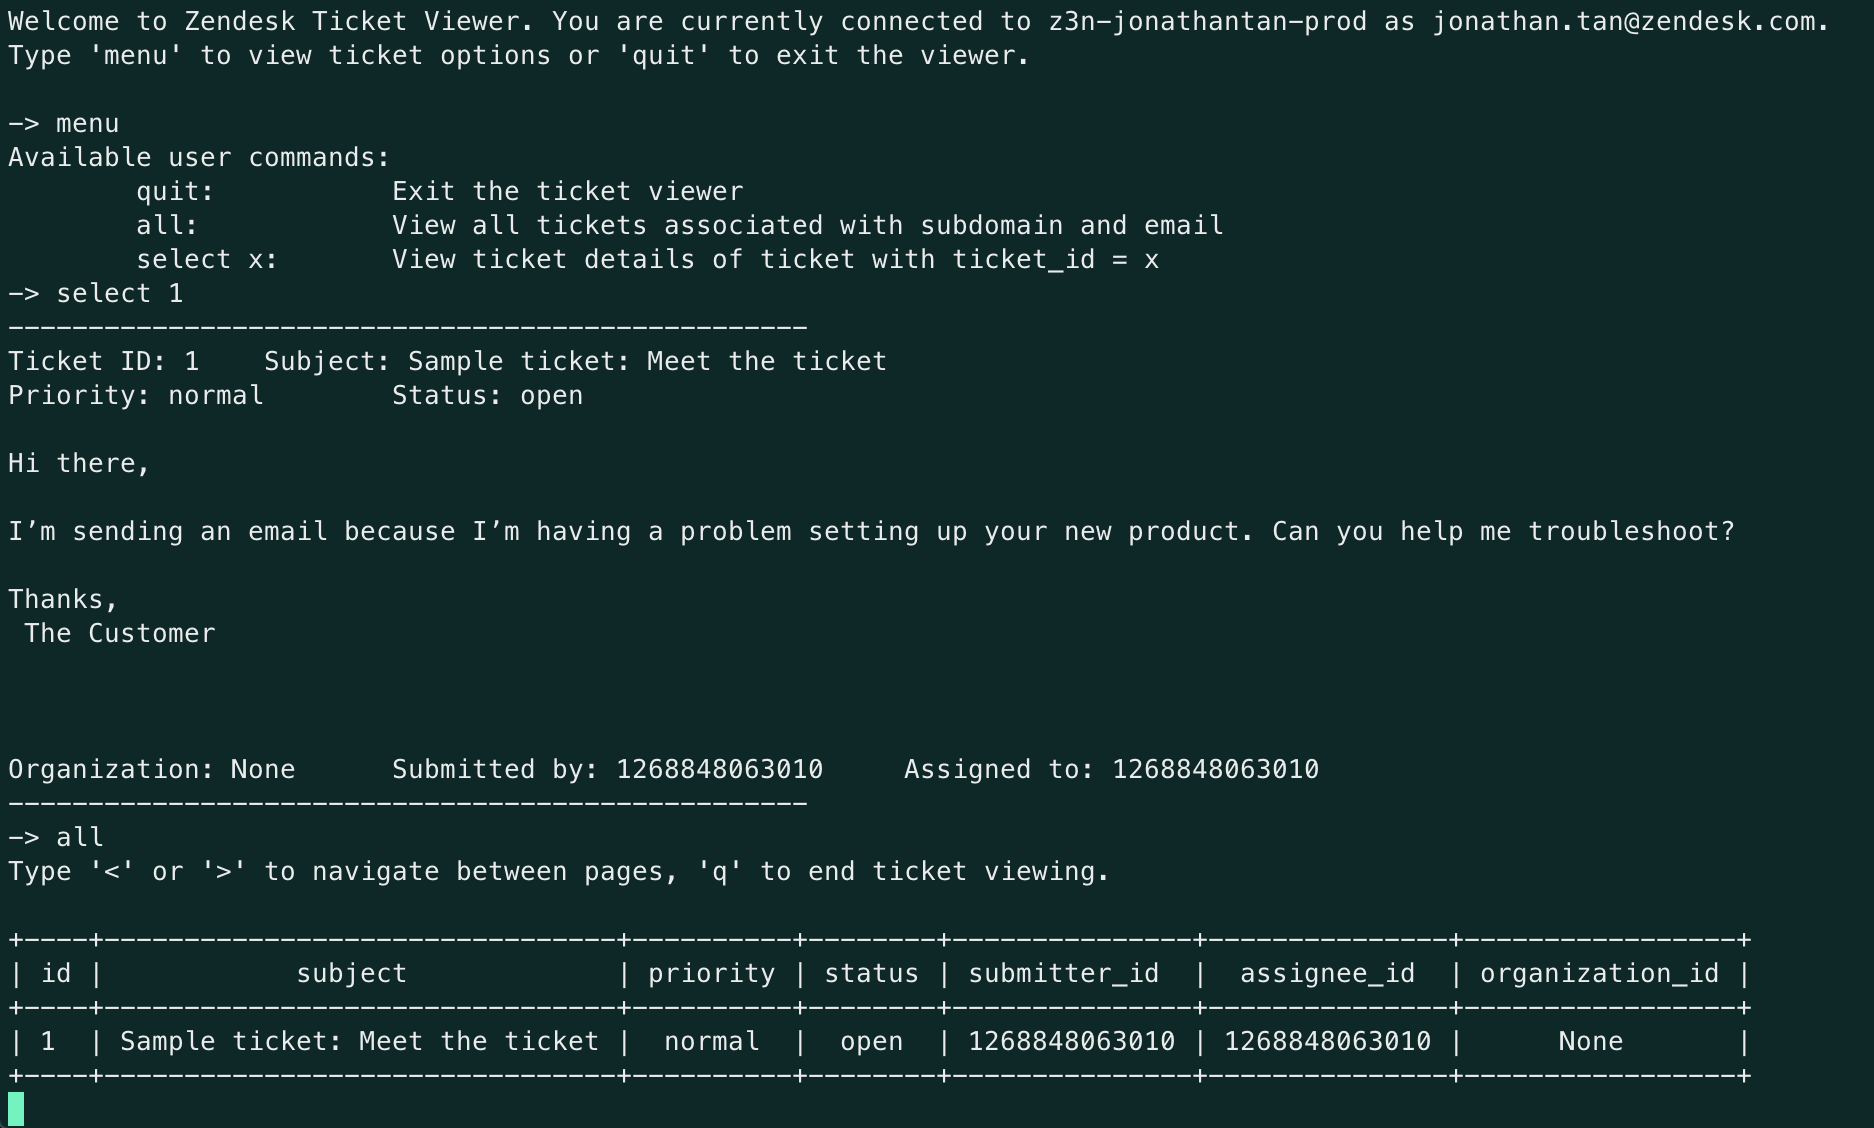 Welcome to Zendesk Ticket Viewer. You are currently connected to z3n-jonathantan-prod as jonathan.tan@zendesk.com.
Type 'menu' to view ticket options or 'quit' to exit the viewer.

-> menu
Available user commands:
        quit:           Exit the ticket viewer
        all:            View all tickets associated with subdomain and email
        select x:       View ticket details of ticket with ticket_id = x
-> select 1
--------------------------------------------------
Ticket ID: 1    Subject: Sample ticket: Meet the ticket
Priority: normal        Status: open

Hi there,

I’m sending an email because I’m having a problem setting up your new product. Can you help me troubleshoot?

Thanks,
 The Customer

Organization: None      Submitted by: 1268848063010     Assigned to: 1268848063010
--------------------------------------------------
-> all
Type '<' or '>' to navigate between pages, 'q' to end ticket viewing.

+----+--------------------------------+----------+--------+---------------+---------------+-----------------+
| id |            subject             | priority | status | submitter_id  |  assignee_id  | organization_id |
+----+--------------------------------+----------+--------+---------------+---------------+-----------------+
| 1  | Sample ticket: Meet the ticket |  normal  |  open  | 1268848063010 | 1268848063010 |      None       |
+----+--------------------------------+----------+--------+---------------+---------------+-----------------+